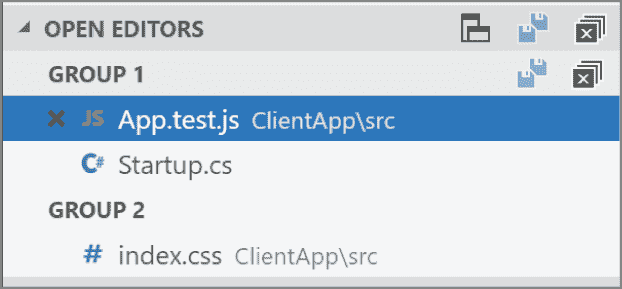 OPEN EDITORS
GROUP 1
JS App.test.js ClientApp\src
C# Startup.cs
GROUP 2
# index.css ClientApp\src